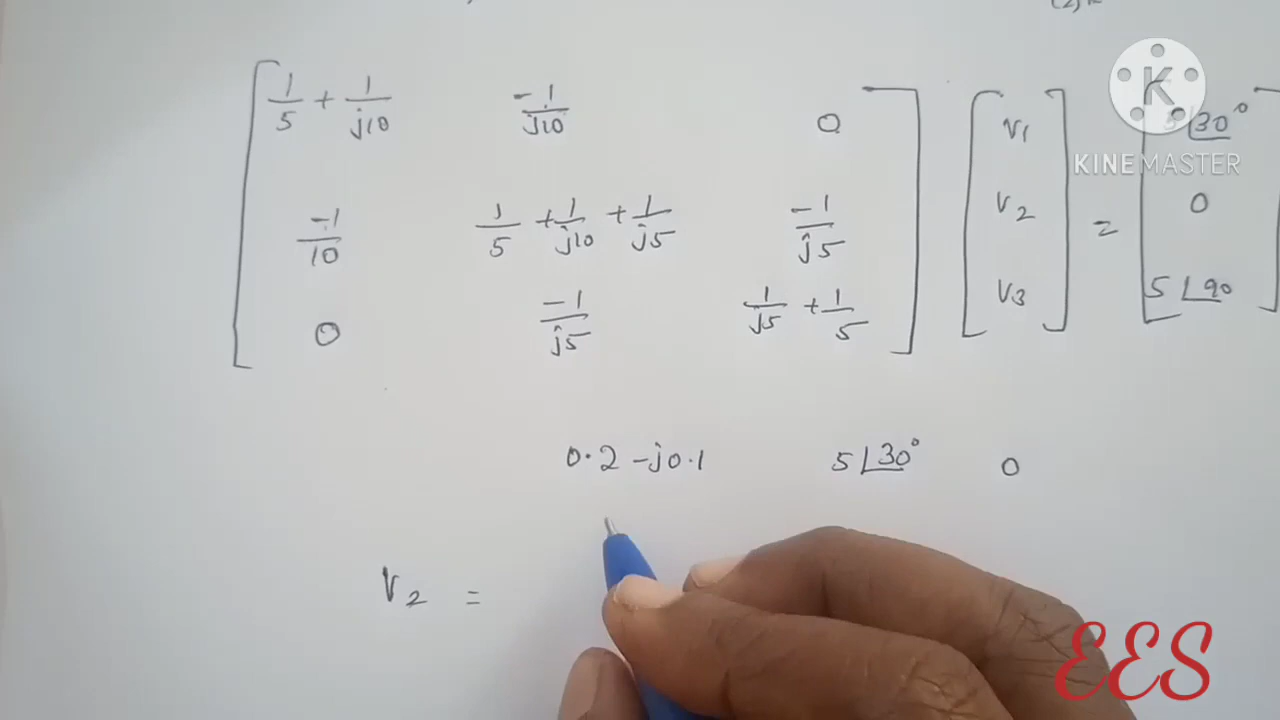 1/5 + 1/j10 -1/j10 0 V1 ∠30°
-1/10 1/5 + 1/j10 + 1/j5 -1/j5 V2 = 0
0 -1/j5 1/j5 + 1/5 V3 5∠90
KINEMASTER
0.2 - j0.1 5∠30° 0
V2 =
EES